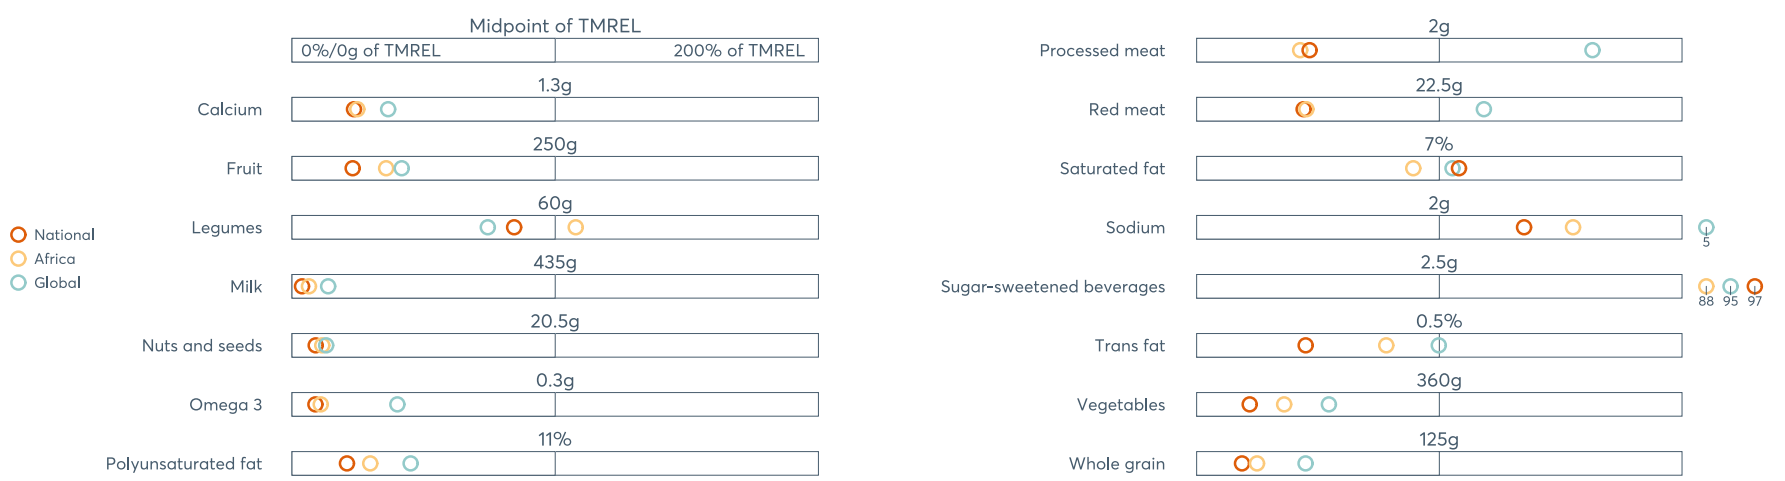 Midpoint of TMREL
0%/0g of TMREL 200% of TMREL
1.3g
Calcium
250g
Fruit
60g
Legumes
435g
Milk
20.5g
Nuts and seeds
0.3g
Omega 3
11%
Polyunsaturated fat
National
Africa
Global
2g
Processed meat
22.5g
Red meat
7%
Saturated fat
2g
Sodium
5
2.5g
Sugar-sweetened beverages
88 95 97
0.5%
Trans fat
360g
Vegetables
125g
Whole grain